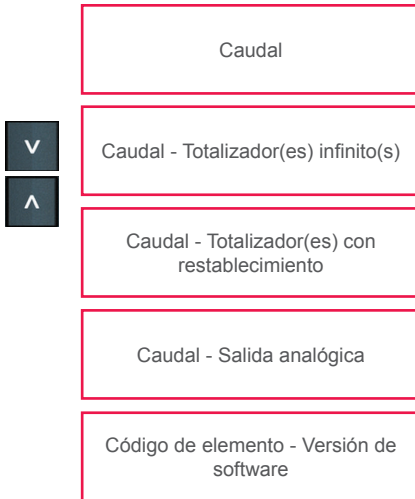 Caudal
Caudal - Totalizador(es) infinito(s)
Caudal - Totalizador(es) con
restablecimiento
Caudal - Salida analógica
Código de elemento - Versión de
software